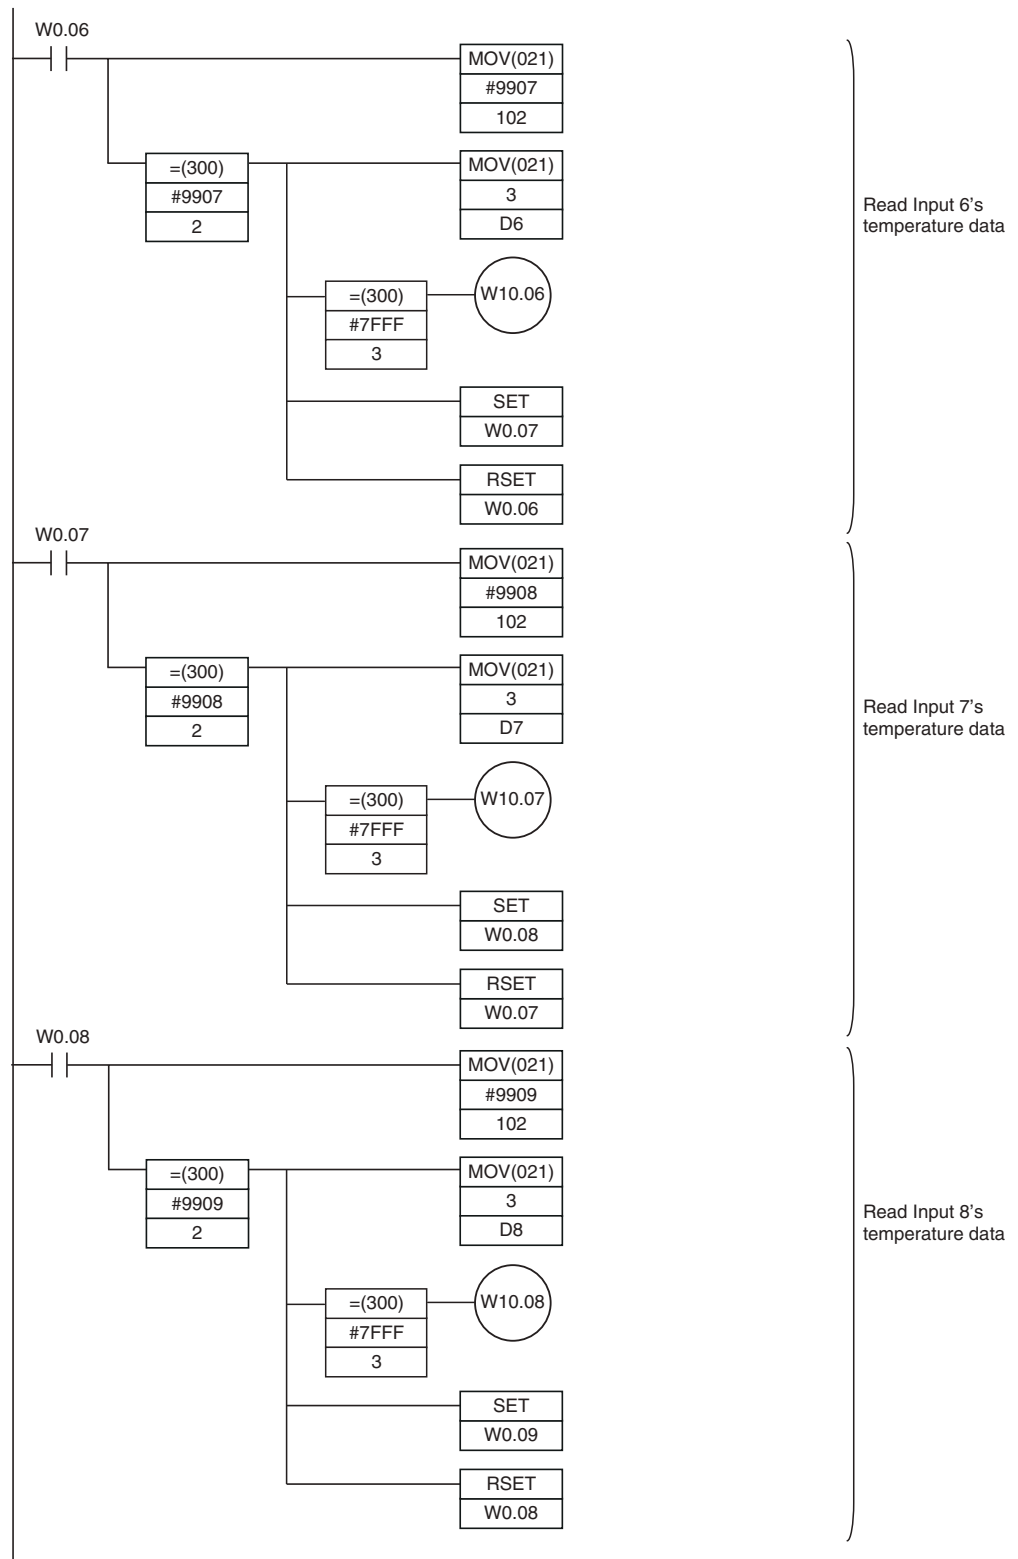 W0.06
MOV(021)
#9907
102
=(300)
#9907
2
MOV(021)
3
D6
Read Input 6’s
temperature data
=(300)
#7FFF
3
W10.06
SET
W0.07
RSET
W0.06
W0.07
MOV(021)
#9908
102
=(300)
#9908
2
MOV(021)
3
D7
Read Input 7’s
temperature data
=(300)
#7FFF
3
W10.07
SET
W0.08
RSET
W0.07
W0.08
MOV(021)
#9909
102
=(300)
#9909
2
MOV(021)
3
D8
Read Input 8’s
temperature data
=(300)
#7FFF
3
W10.08
SET
W0.09
RSET
W0.08